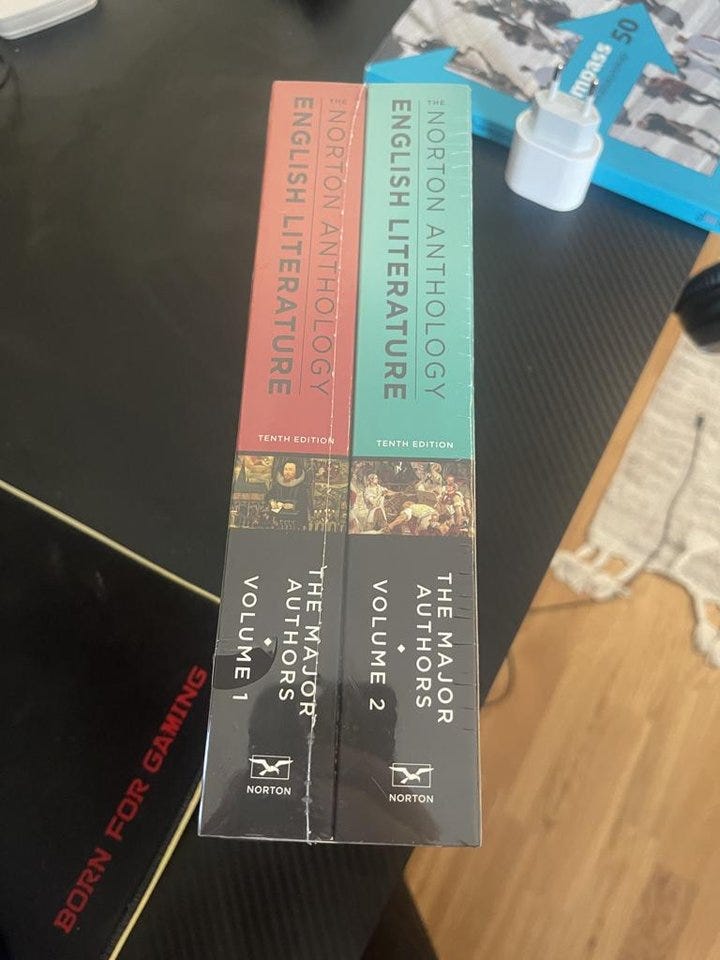 THE
NORTON ANTHOLOGY
ENGLISH LITERATURE
TENTH EDITION
THE MAJOR
AUTHORS
VOLUME 1
NORTON
THE
NORTON ANTHOLOGY
ENGLISH LITERATURE
TENTH EDITION
THE MAJOR
AUTHORS
VOLUME 2
NORTON
mpass 50
BORN FOR GAMING